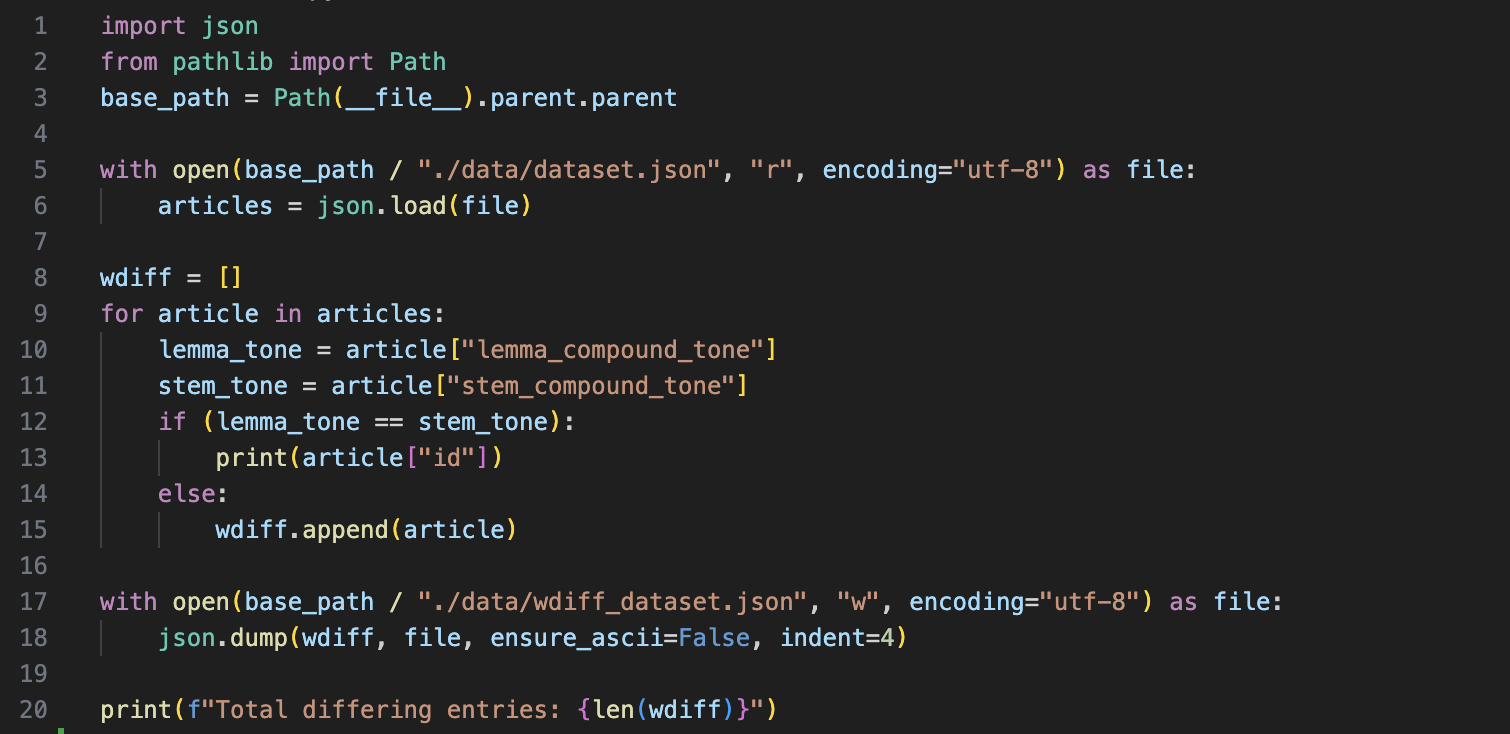 1 import json
2 from pathlib import Path
3 base_path = Path(__file__).parent.parent
4
5 with open(base_path / "./data/dataset.json", "r", encoding="utf-8") as file:
6     articles = json.load(file)
7
8 wdiff = []
9 for article in articles:
10     lemma_tone = article["lemma_compound_tone"]
11     stem_tone = article["stem_compound_tone"]
12     if (lemma_tone == stem_tone):
13         print(article["id"])
14     else:
15         wdiff.append(article)
16
17 with open(base_path / "./data/wdiff_dataset.json", "w", encoding="utf-8") as file:
18     json.dump(wdiff, file, ensure_ascii=False, indent=4)
19
20 print(f"Total differing entries: {len(wdiff)}")